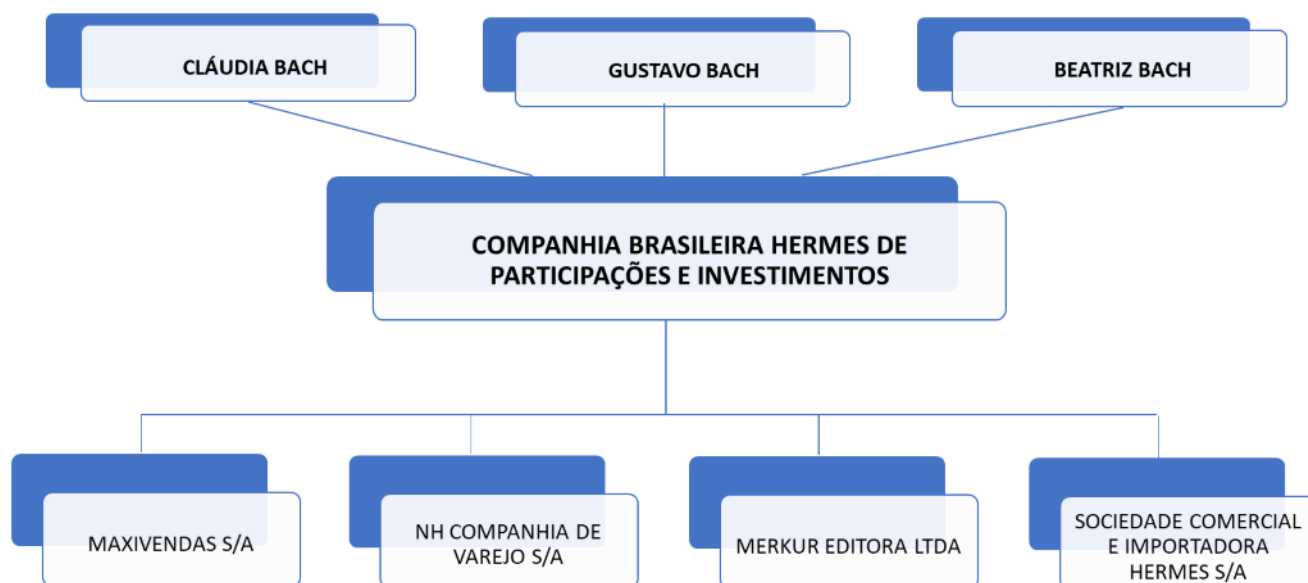 CLÁUDIA BACH
GUSTAVO BACH
BEATRIZ BACH
COMPANHIA BRASILEIRA HERMES DE
PARTICIPAÇÕES E INVESTIMENTOS
MAXIVENDAS S/A
NH COMPANHIA DE
VAREJO S/A
MERKUR EDITORA LTDA
SOCIEDADE COMERCIAL
E IMPORTADORA
HERMES S/A